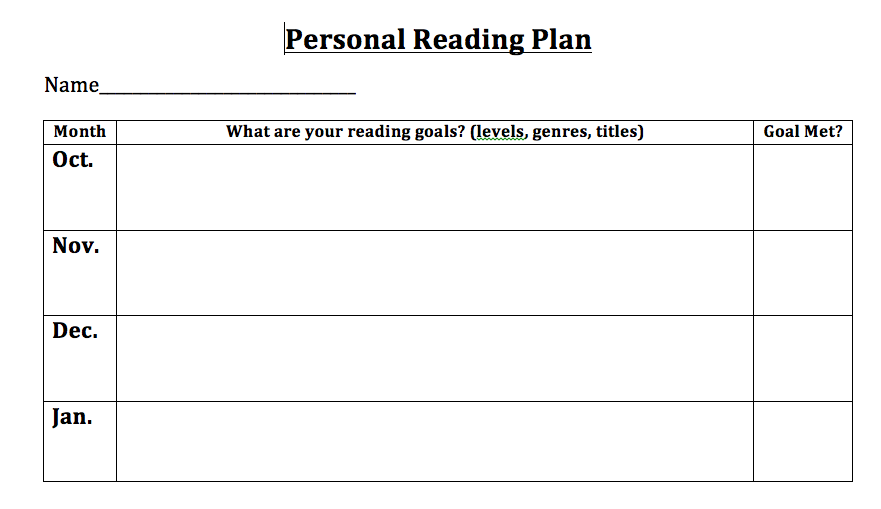 Personal Reading Plan
Name____________________________
Month What are your reading goals? (levels, genres, titles) Goal Met?
Oct.
Nov.
Dec.
Jan.